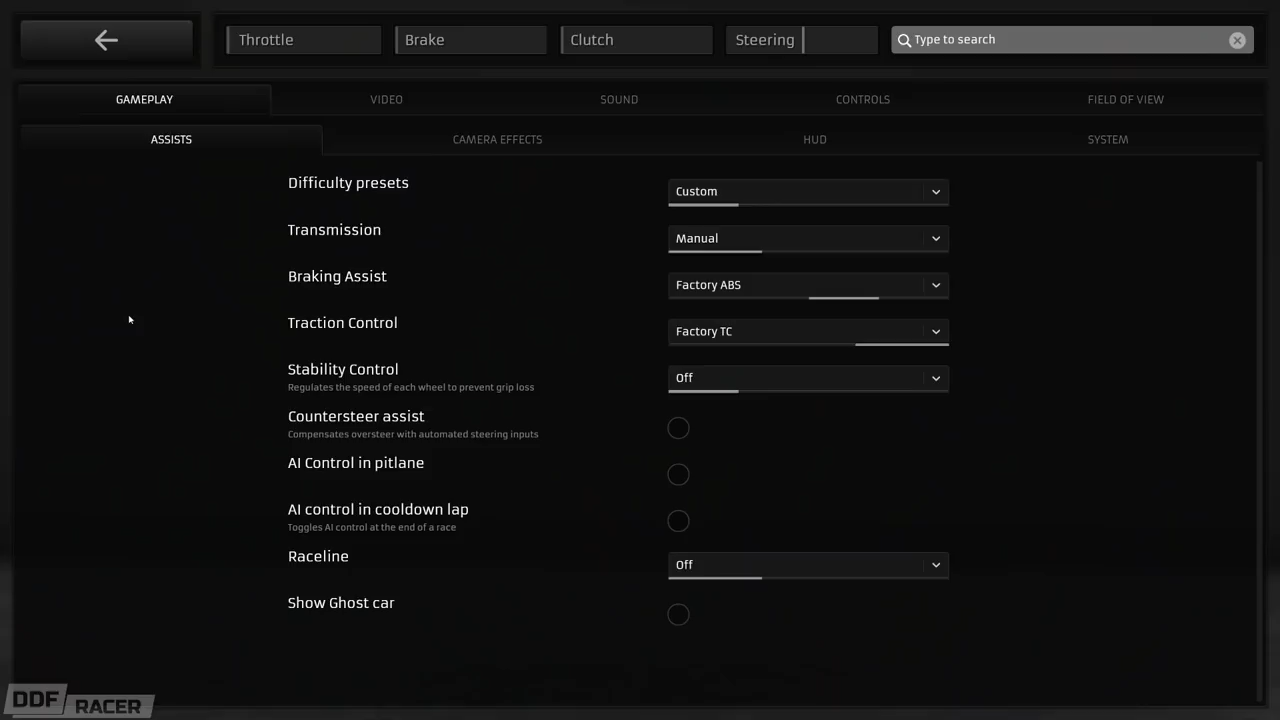 Throttle Brake Clutch Steering Type to search
GAMEPLAY VIDEO SOUND CONTROLS FIELD OF VIEW
ASSISTS CAMERA EFFECTS HUD SYSTEM
Difficulty presets Custom
Transmission Manual
Braking Assist Factory ABS
Traction Control Factory TC
Stability Control Off
Regulates the speed of each wheel to prevent grip loss
Countersteer assist
Compensates oversteer with automated steering inputs
AI Control in pitlane
AI control in cooldown lap
Toggles AI control at the end of a race
Raceline Off
Show Ghost car
DDF RACER